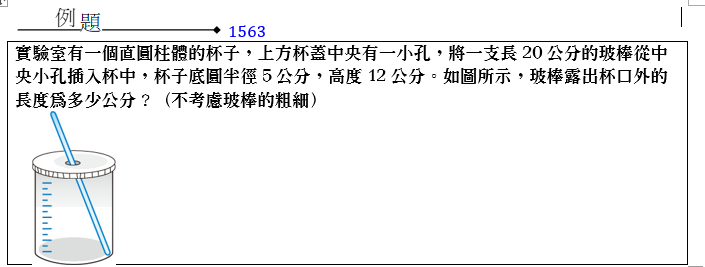 例題
1563
實驗室有一個直圓柱體的杯子，上方杯蓋中央有一小孔，將一支長 20 公分的玻棒從中
央小孔插入杯中，杯子底圓半徑 5 公分，高度 12 公分。如圖所示，玻棒露出杯口外的
長度為多少公分？（不考慮玻棒的粗細）